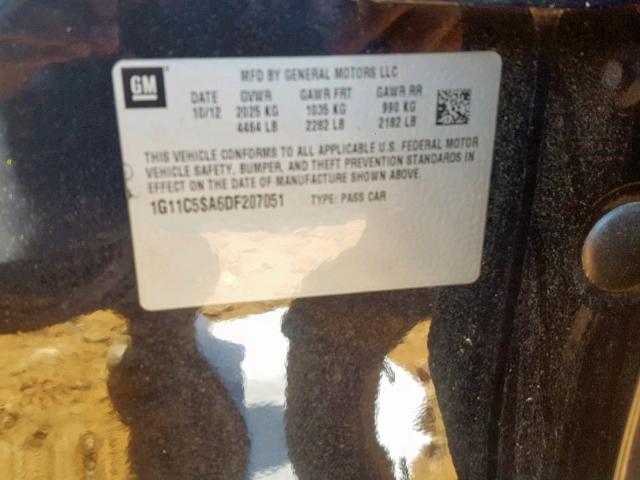 GM
MFD BY GENERAL MOTORS LLC
DATE GVWR GAWR FRT GAWR RR
10/12 2025 KG 1035 KG 990 KG
4464 LB 2282 LB 2182 LB
THIS VEHICLE CONFORMS TO ALL APPLICABLE U.S. FEDERAL MOTOR
VEHICLE SAFETY, BUMPER, AND THEFT PREVENTION STANDARDS IN
EFFECT ON THE DATE OF MANUFACTURE SHOWN ABOVE.
1G11C5SA6DF207051 TYPE: PASS CAR